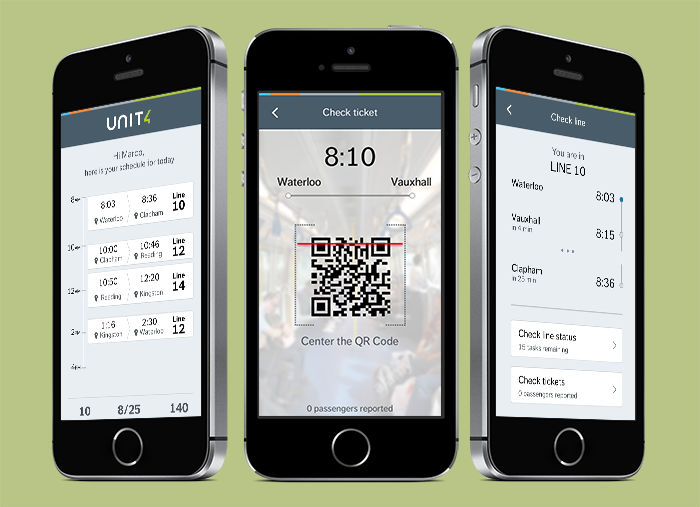 UNIT4
Hi Marco,
here is your schedule for today
8AM
8:03 8:36 Line
Waterloo Clapham 10
10AM
10:00 10:46 Line
Clapham Reading 12
12AM
10:50 12:20 Line
Reading Kingston 14
2PM
1:16 2:30 Line
Kingston Waterloo 12
10 8/25 140
Check ticket
8:10
Waterloo Vauxhall
Center the QR Code
0 passengers reported
Check line
You are in
LINE 10
Waterloo 8:03
Vauxhall
in 4 min 8:15
Clapham
in 25 min 8:36
Check line status
15 tasks remaining
Check tickets
0 passengers reported